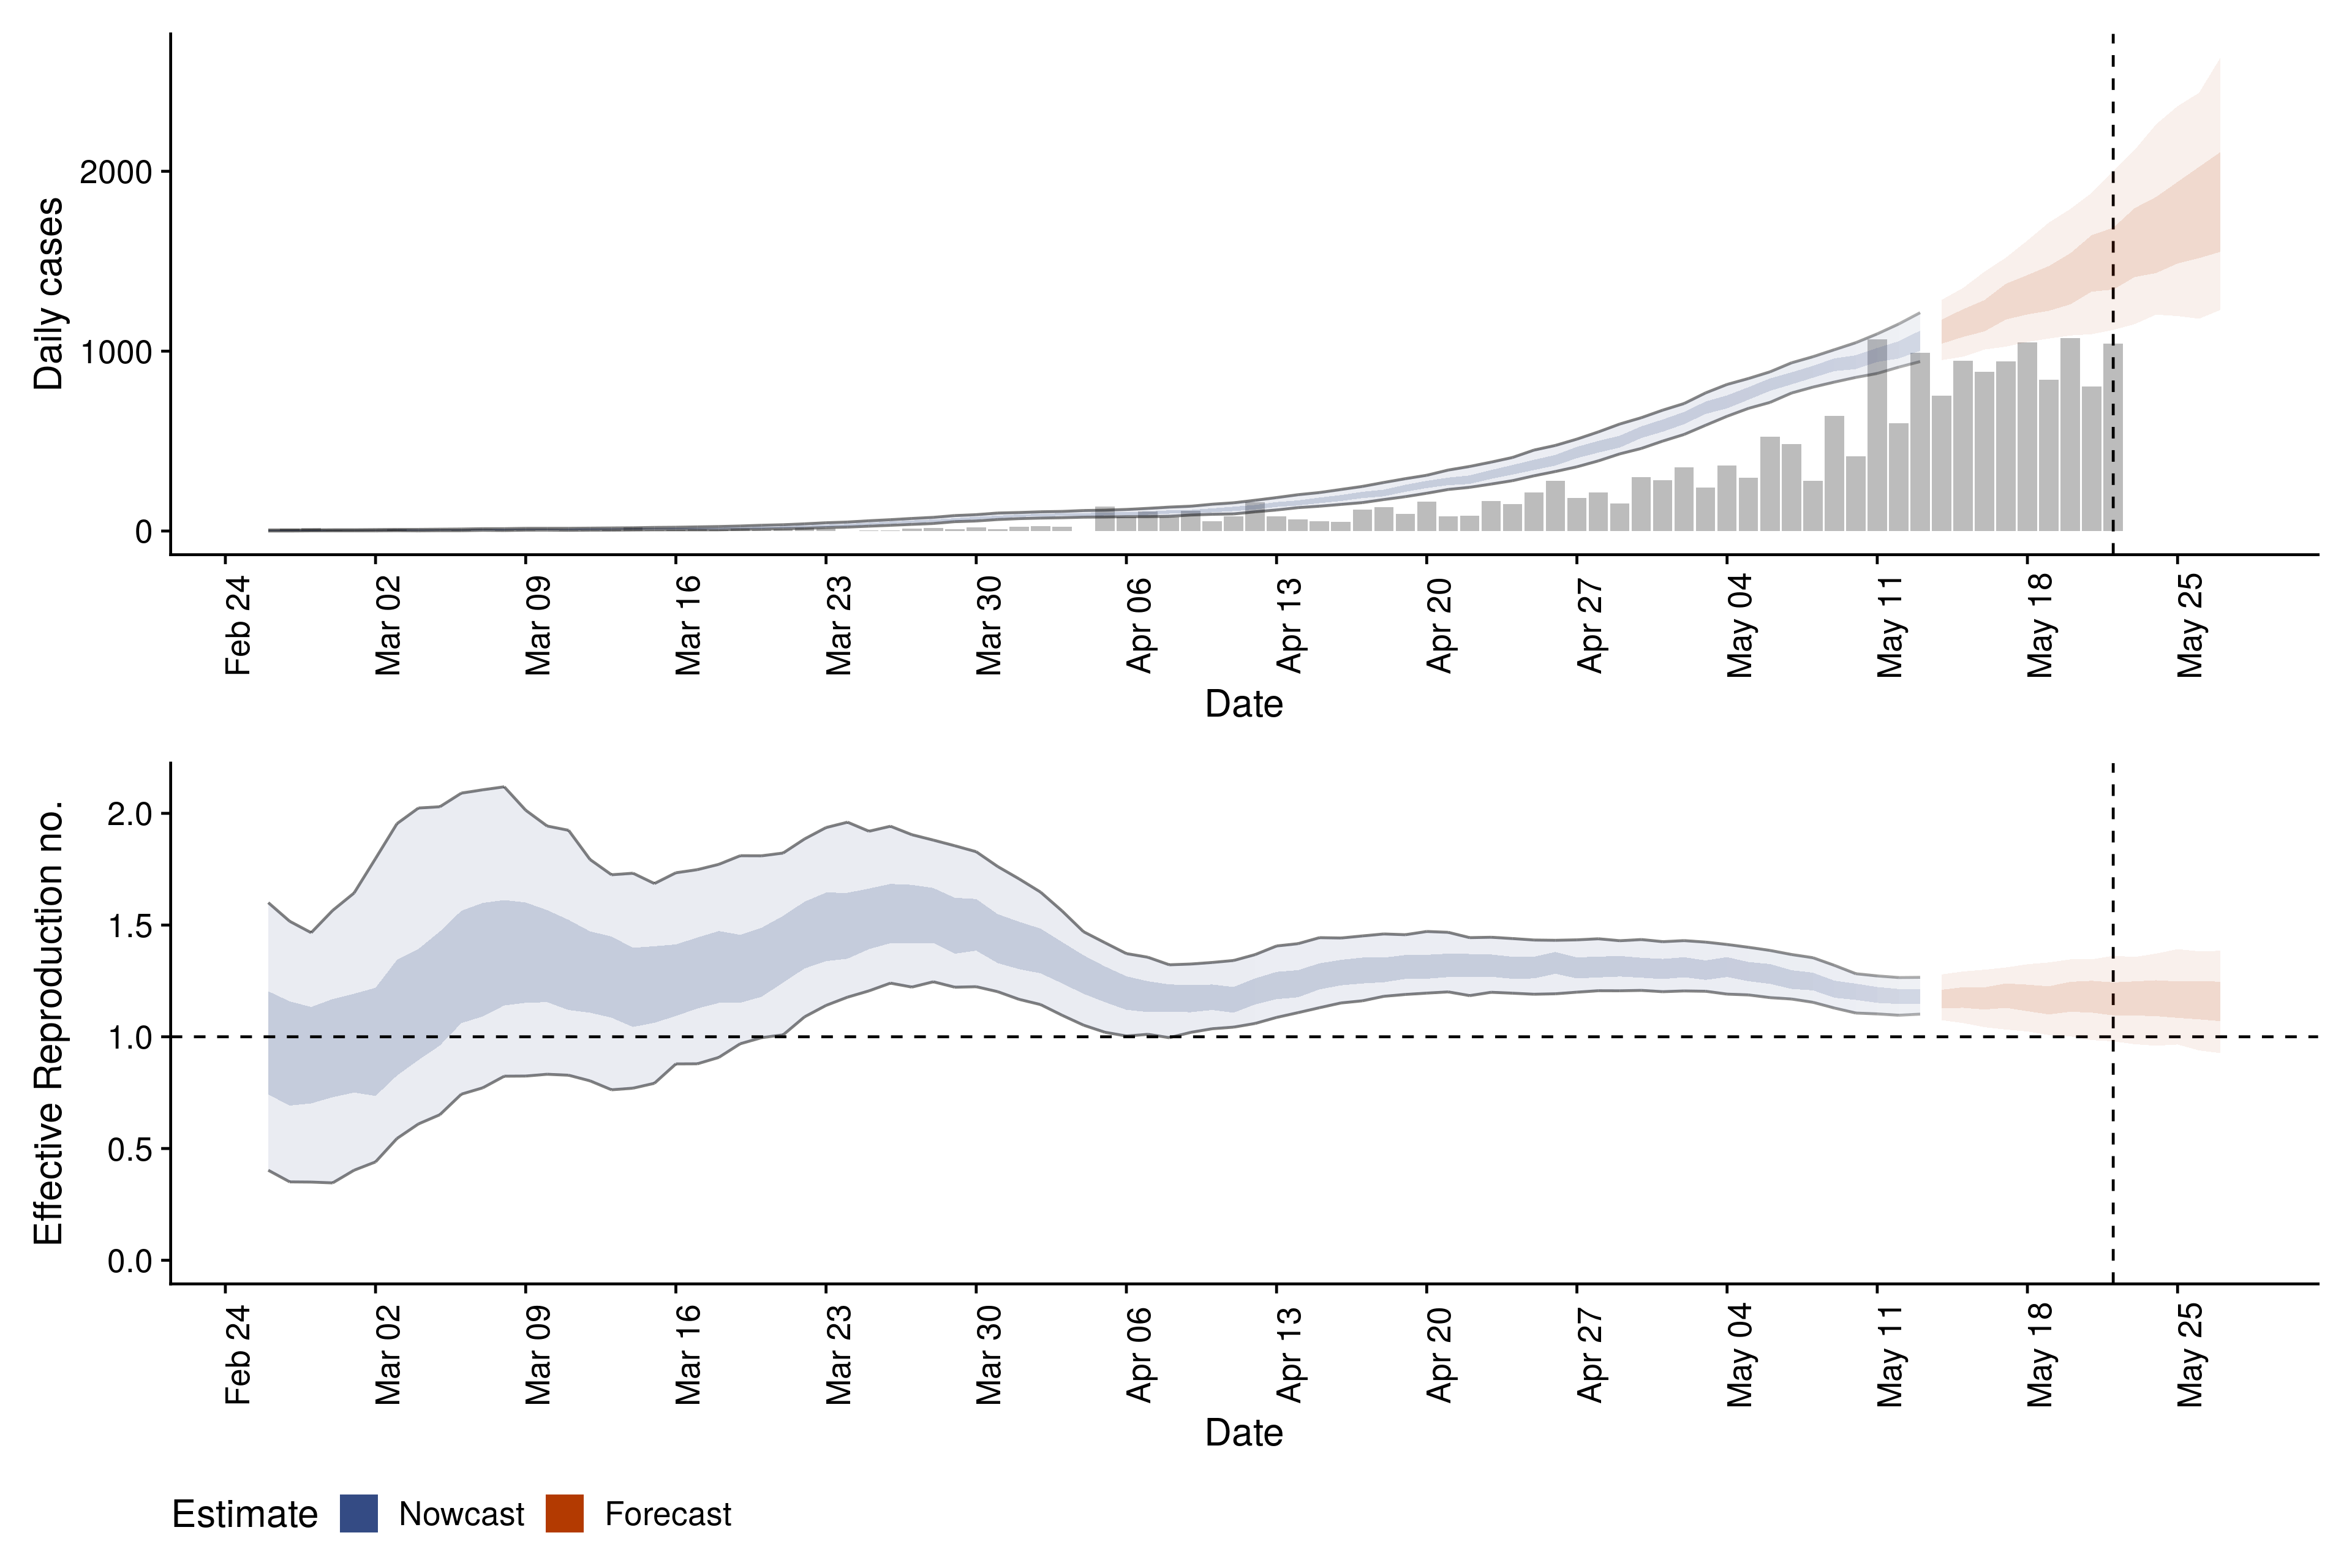 Daily cases
2000
1000
0
Feb 24 Mar 02 Mar 09 Mar 16 Mar 23 Mar 30 Apr 06 Apr 13 Apr 20 Apr 27 May 04 May 11 May 18 May 25
Date
Effective Reproduction no.
2.0
1.5
1.0
0.5
0.0
Feb 24 Mar 02 Mar 09 Mar 16 Mar 23 Mar 30 Apr 06 Apr 13 Apr 20 Apr 27 May 04 May 11 May 18 May 25
Date
Estimate Nowcast Forecast